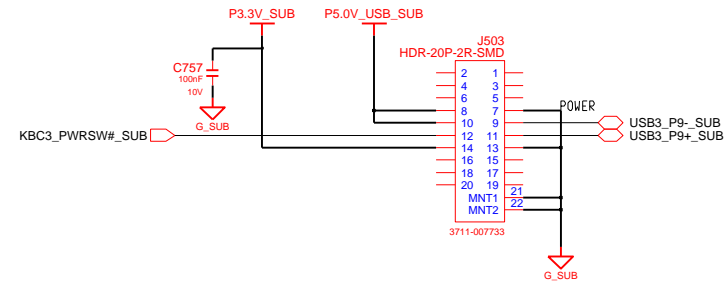 P3.3V_SUB
P5.0V_USB_SUB
J503
HDR-20P-2R-SMD
C757
100nF
10V
G_SUB
KBC3_PWRSW#_SUB
2 1
4 3
6 5
8 7
10 9
12 11
14 13
16 15
18 17
20 19
MNT1 21
MNT2 22
POWER
USB3_P9-_SUB
USB3_P9+_SUB
3711-007733
G_SUB